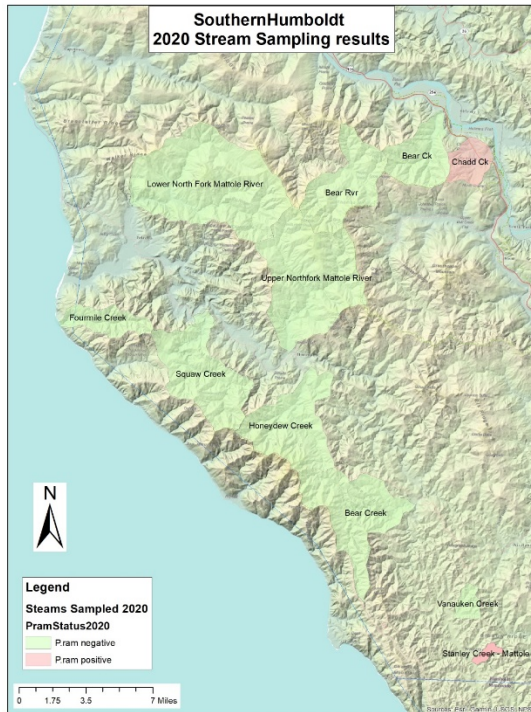 SouthernHumboldt
2020 Stream Sampling results
Bear Ck
Chadd Ck
Lower North Fork Mattole River
Bear Rvr
Upper Northfork Mattole River
Fourmile Creek
Squaw Creek
Honeydew Creek
Bear Creek
Vanauken Creek
Stanley Creek - Mattole
N
Legend
Steams Sampled 2020
PramStatus2020
P.ram negative
P.ram positive
0 1.75 3.5 7 Miles